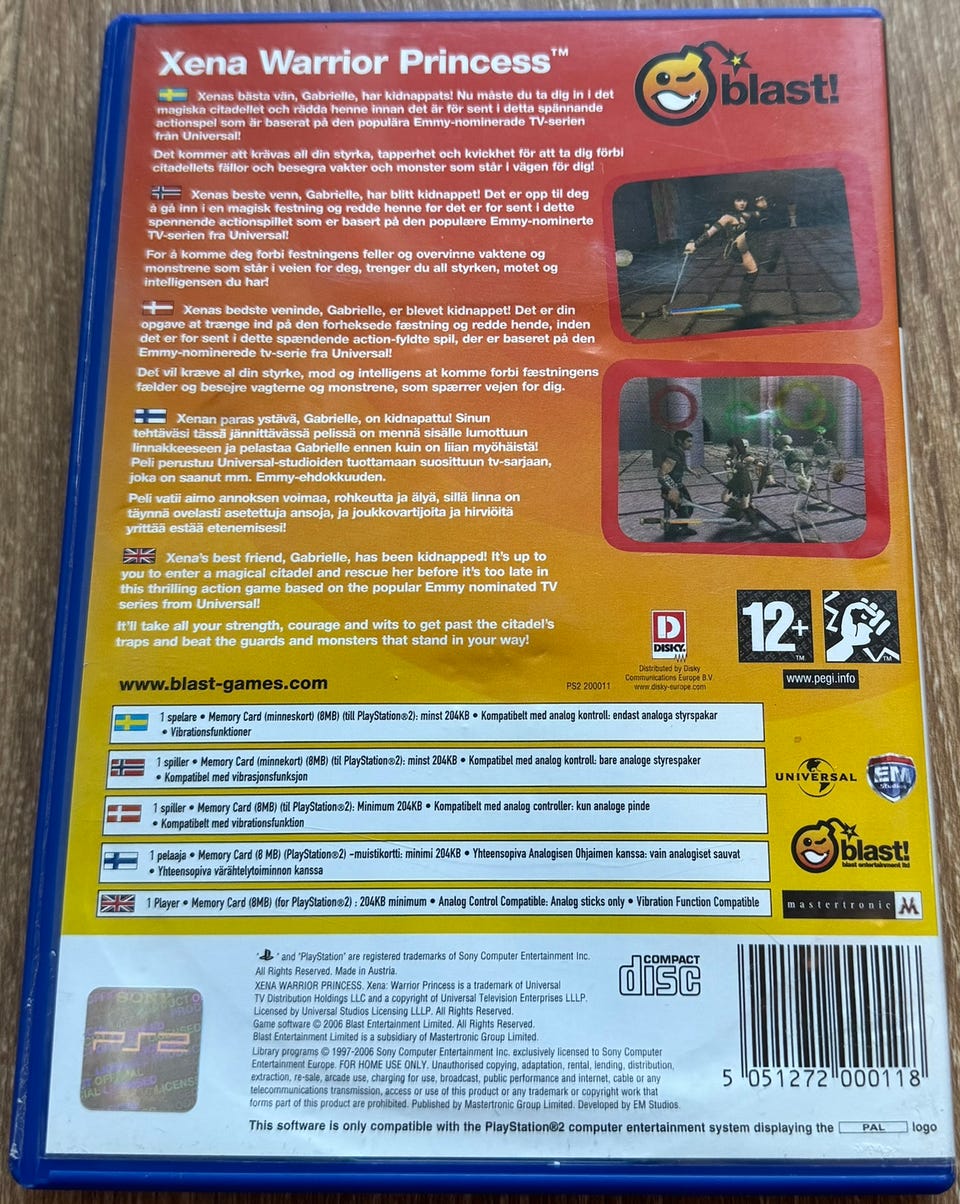 Xena Warrior Princess™
blast!
Xenas bästa vän, Gabrielle, har kidnappats! Nu måste du ta dig in i det
magiska citadellet och rädda henne innan det är för sent i detta spännande
actionspel som är baserat på den populära Emmy-nominerade TV-serien
från Universal!
Det kommer att krävas all din styrka, tapperhet och kvickhet för att ta dig förbi
citadellets fällor och besegra vakter och monster som står i vägen för dig!
Xenas beste venn, Gabrielle, har blitt kidnappet! Det er opp til deg
å gå inn i en magisk festning og redde henne før det er for sent i dette
spennende actionspillet som er basert på den populære Emmy-nominerte
TV-serien fra Universal!
For å komme deg forbi festningens feller og overvinne vaktene og
monstrene som står i veien for deg, trenger du all styrken, motet og
intelligensen du har!
Xenas bedste veninde, Gabrielle, er blevet kidnappet! Det er din
opgave at trænge ind på den forheksede fæstning og redde hende, inden
det er for sent i dette spændende action-fyldte spil, der er baseret på den
Emmy-nominerede tv-serie fra Universal!
Det vil kræve al din styrke, mod og intelligens at komme forbi fæstningens
fælder og besejre vagterne og monstrene, som spærrer vejen for dig.
Xenan paras ystävä, Gabrielle, on kidnapattu! Sinun
tehtäväsi tässä jännittävässä pelissä on mennä sisälle lumottuun
linnakkeeseen ja pelastaa Gabrielle ennen kuin on liian myöhäistä!
Peli perustuu Universal-studioiden tuottamaan suosittuun tv-sarjaan,
joka on saanut mm. Emmy-ehdokkuuden.
Peli vatii aimo annoksen voimaa, rohkeutta ja älyä, sillä linna on
täynnä ovelasti asetettuja ansoja, ja joukkovartijoita ja hirviöitä
yrittää estää etenemisesi!
Xena's best friend, Gabrielle, has been kidnapped! It's up to
you to enter a magical citadel and rescue her before it's too late in
this thrilling action game based on the popular Emmy nominated TV
series from Universal!
It'll take all your strength, courage and wits to get past the citadel's
traps and beat the guards and monsters that stand in your way!
www.blast-games.com
PS2 200011
D
DISKY.
Distributed by Disky
Communications Europe B.V.
www.disky-europe.com
12+
™
™
www.pegi.info
1 spelare • Memory Card (minneskort) (8MB) (till PlayStation®2): minst 204KB • Kompatibelt med analog kontroll: endast analoga styrspakar
• Vibrationsfunktioner
1 spiller • Memory Card (minnekort) (8MB) (til PlayStation®2): minst 204KB • Kompatibel med analog kontroll: bare analoge styrespaker
• Kompatibel med vibrasjonsfunksjon
1 spiller • Memory Card (8MB) (til PlayStation®2): Minimum 204KB • Kompatibelt med analog controller: kun analoge pinde
• Kompatibelt med vibrationsfunktion
1 pelaaja • Memory Card (8 MB) (PlayStation®2) –muistikortti: minimi 204KB • Yhteensopiva Analogisen Ohjaimen kanssa: vain analogiset sauvat
• Yhteensopiva värähtelytoiminnon kanssa
1 Player • Memory Card (8MB) (for PlayStation®2) : 204KB minimum • Analog Control Compatible: Analog sticks only • Vibration Function Compatible
UNIVERSAL
EM
Studios
blast!
blast entertainment ltd
mastertronic M
" and "PlayStation" are registered trademarks of Sony Computer Entertainment Inc.
All Rights Reserved. Made in Austria.
XENA WARRIOR PRINCESS. Xena: Warrior Princess is a trademark of Universal
TV Distribution Holdings LLC and a copyright of Universal Television Enterprises LLLP.
Licensed by Universal Studios Licensing LLLP. All Rights Reserved.
Game software © 2006 Blast Entertainment Limited. All Rights Reserved.
Blast Entertainment Limited is a subsidiary of Mastertronic Group Limited.
Library programs © 1997-2006 Sony Computer Entertainment Inc. exclusively licensed to Sony Computer
Entertainment Europe. FOR HOME USE ONLY. Unauthorised copying, adaptation, rental, lending, distribution,
extraction, re-sale, arcade use, charging for use, broadcast, public performance and internet, cable or any
telecommunications transmission, access or use of this product or any trademark or copyright work that
forms part of this product are prohibited. Published by Mastertronic Group Limited. Developed by EM Studios.
This software is only compatible with the PlayStation®2 computer entertainment system displaying the PAL logo
COMPACT
disc
5 051272 000118
SONY
PS2
OFFICIAL